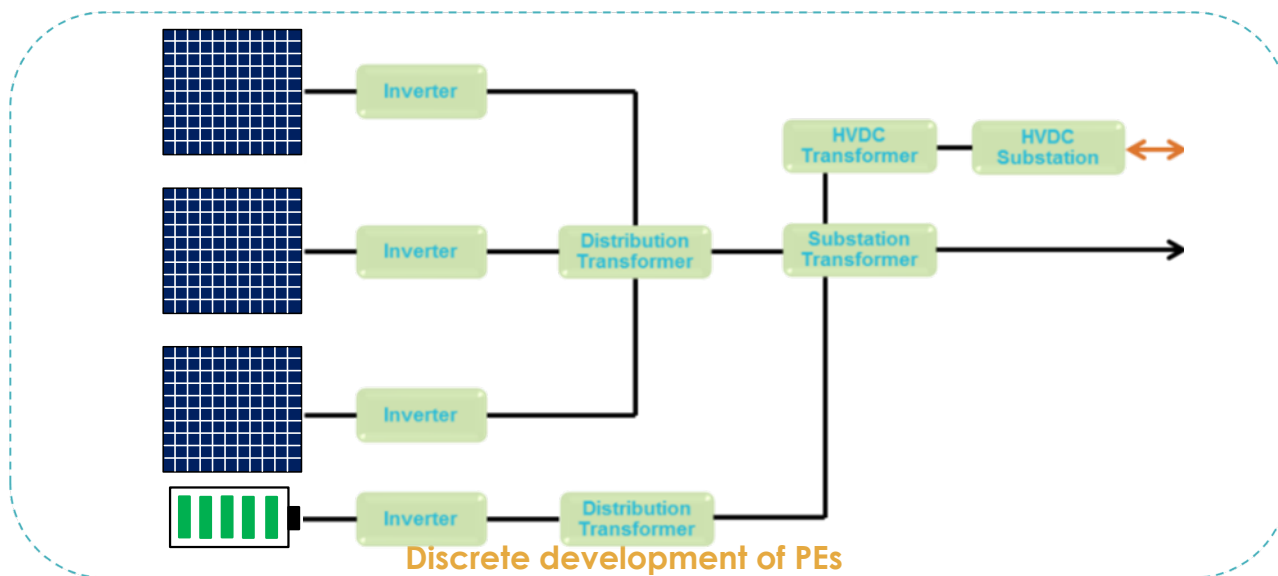 Inverter
HVDC
Transformer
HVDC
Substation
Inverter
Distribution
Transformer
Substation
Transformer
Inverter
Inverter
Distribution
Transformer
Discrete development of PEs